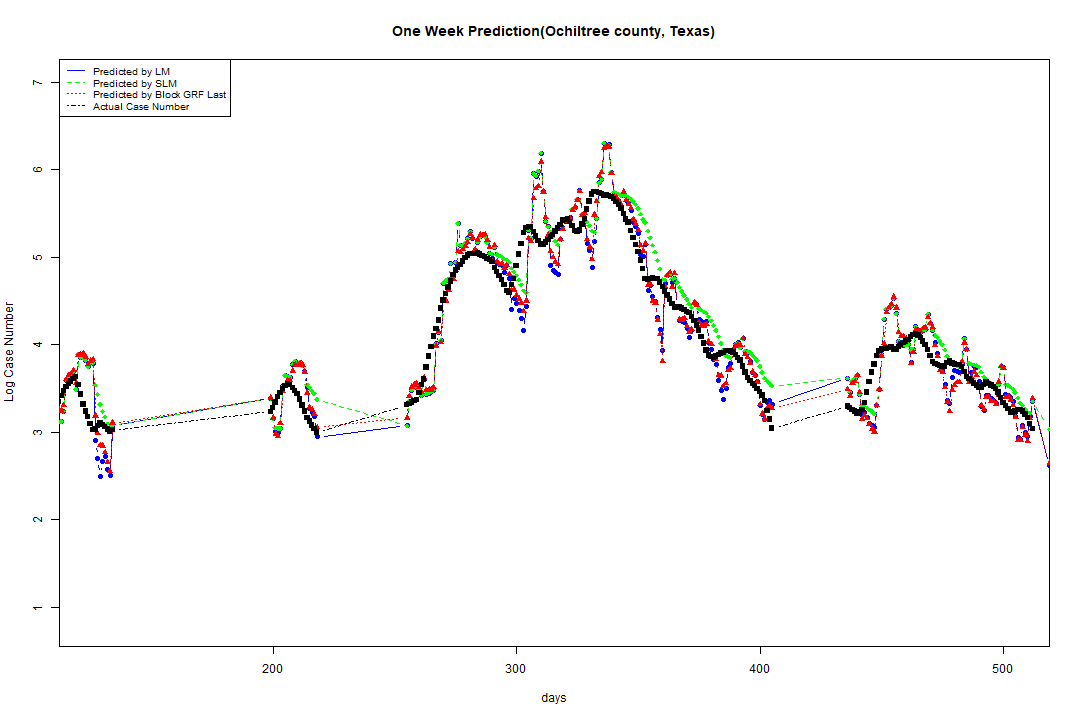 One Week Prediction(Ochiltree county, Texas)
Predicted by LM
Predicted by SLM
Predicted by Block GRF Last
Actual Case Number
7
6
5
4
3
2
1
Log Case Number
200 300 400 500
days